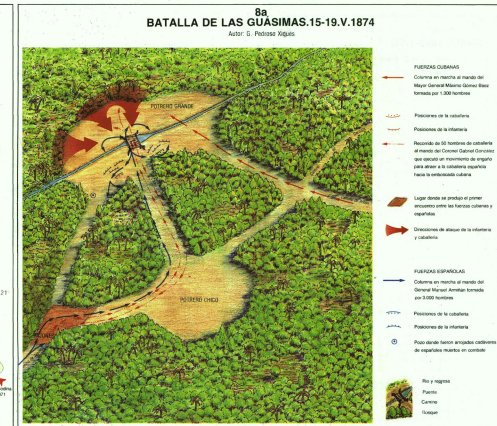 8a
BATALLA DE LAS GUÁSIMAS.15-19.V.1874
Autor: G. Pedroso Xiqués
POTRERO GRANDE
POTRERO CHICO
FUERZAS CUBANAS
Columna en marcha al mando del
Mayor General Máximo Gómez Báez
formada por 1.300 hombres
Posiciones de la caballería
Posiciones de la infantería
Recorrido de 50 hombres de caballería
al mando del Coronel Gabriel González
que ejecutó un movimiento de engaño
para atraer a la caballería española
hacia la emboscada cubana
Lugar donde se produjo el primer
encuentro entre las fuerzas cubanas y
españolas
Direcciones de ataque de la infantería
y caballería
FUERZAS ESPAÑOLAS
Columna en marcha al mando del
General Manuel Armiñán formada
por 3.000 hombres
Posiciones de la caballería
Posiciones de la infantería
Pozo donde fueron arrojados cadáveres
de españoles muertos en combate
Río y
Puente
Camino
Bosque